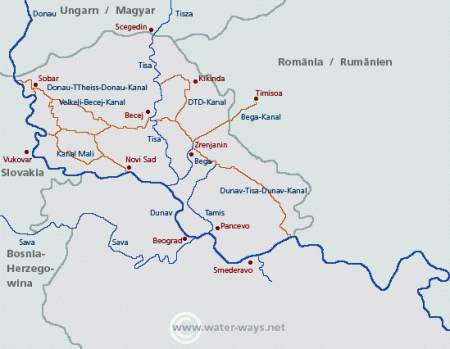 Donau
Ungarn / Magyar
Tisza
Scegedin
Tisa
România / Rumänien
Sobar
Donau-TTheiss-Donau-Kanal
Kikinda
Velkeli-Becej-Kanal
DTD-Kanal
Timisoa
Becej
Bega-Kanal
Tisa
Zrenjanin
Kanal Mali
Vukovar
Novi Sad
Bega
Slovakia
Dunav-Tisa-Dunav-Kanal
Dunav
Tamis
Pancevo
Sava
Sava
Beograd
Bosnia-
Herzego-
wina
Smederavo
© www.water-ways.net